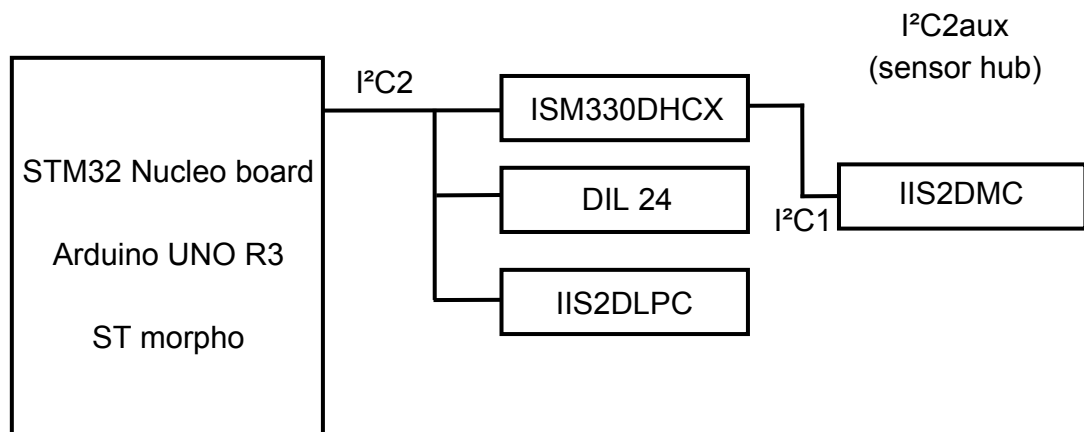 I²C2aux
(sensor hub)
I²C2
ISM330DHCX
STM32 Nucleo board
DIL 24
IIS2DMC
I²C1
Arduino UNO R3
IIS2DLPC
ST morpho